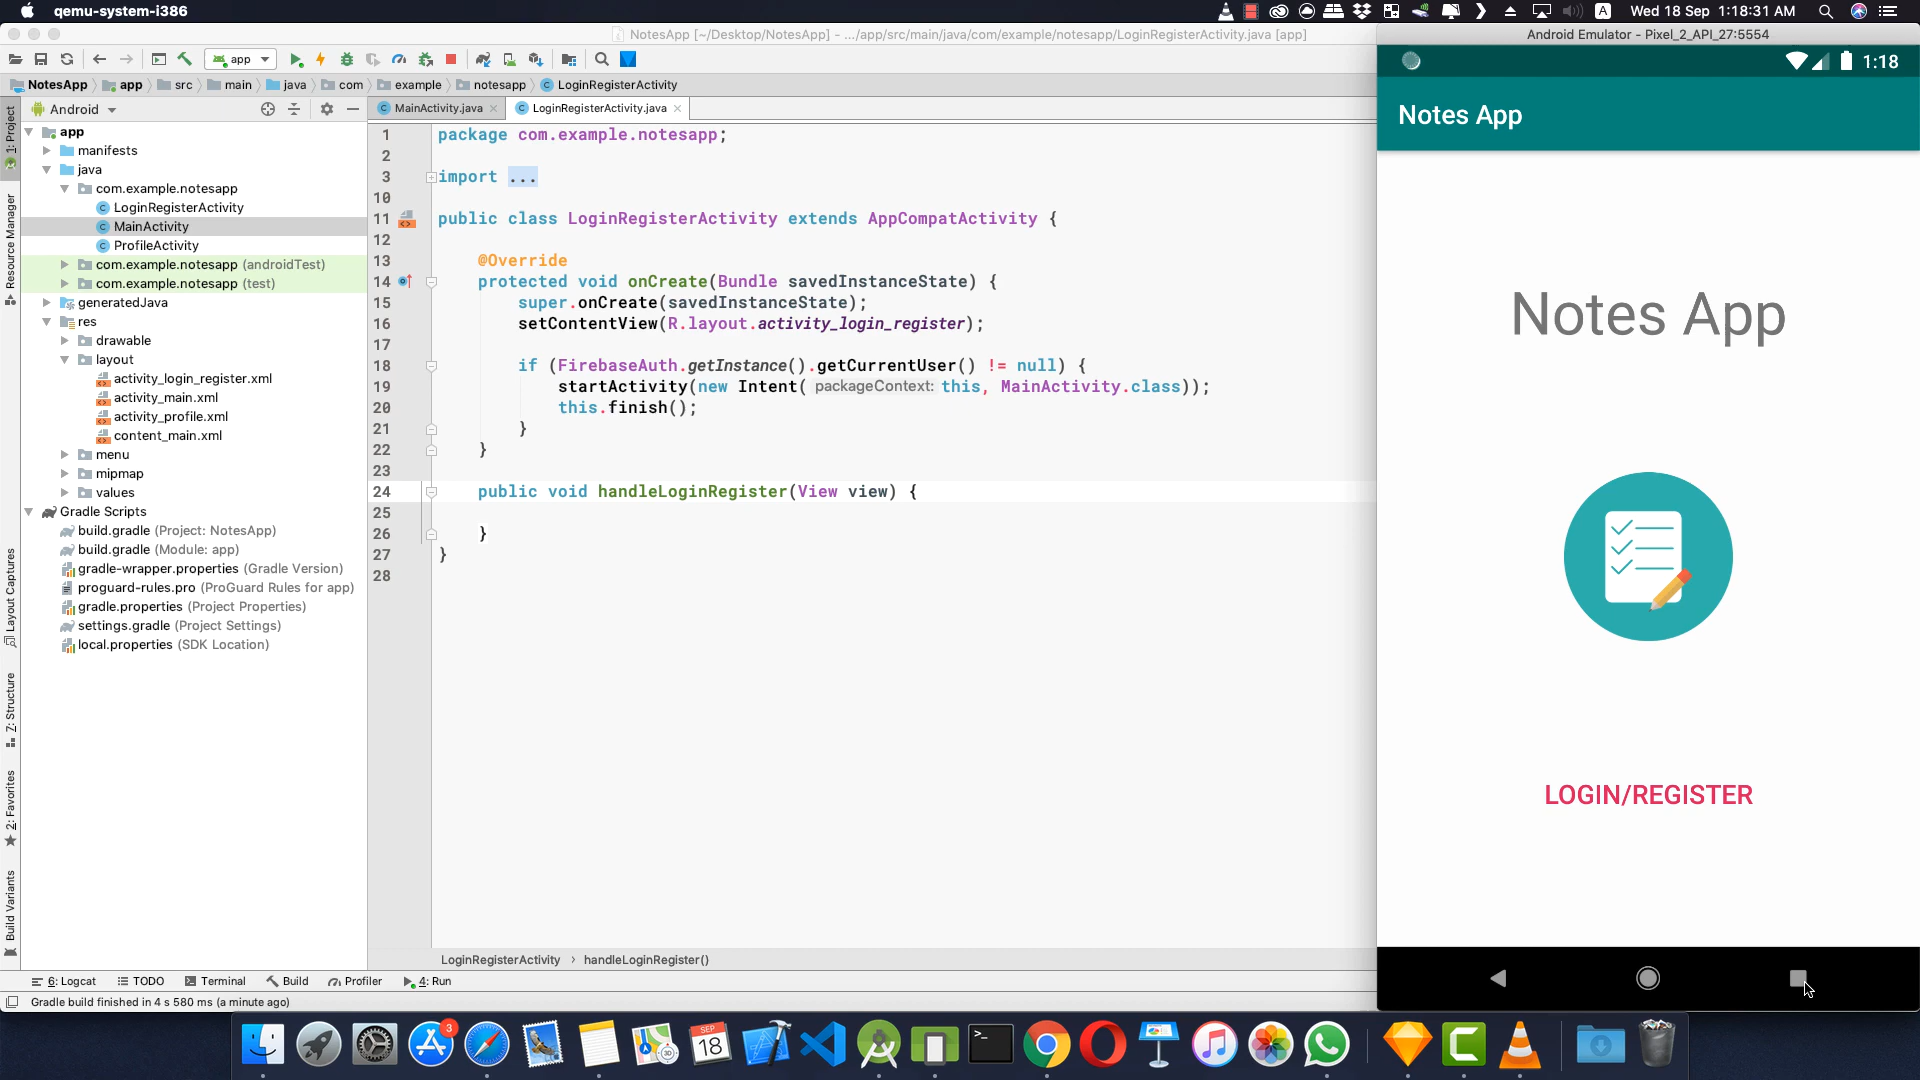 qemu-system-i386
A
Wed 18 Sep 1:18:31 AM
NotesApp [~/Desktop/NotesApp] - .../app/src/main/java/com/example/notesapp/LoginRegisterActivity.java [app]
Android Emulator - Pixel_2_API_27:5554
app
NotesApp
app
src
main
java
com
example
notesapp
LoginRegisterActivity
1: Project
Resource Manager
Layout Captures
Z: Structure
2: Favorites
Build Variants
Android
app
manifests
java
com.example.notesapp
LoginRegisterActivity
MainActivity
ProfileActivity
com.example.notesapp (androidTest)
com.example.notesapp (test)
generatedJava
res
drawable
layout
activity_login_register.xml
activity_main.xml
activity_profile.xml
content_main.xml
menu
mipmap
values
Gradle Scripts
build.gradle (Project: NotesApp)
build.gradle (Module: app)
gradle-wrapper.properties (Gradle Version)
proguard-rules.pro (ProGuard Rules for app)
gradle.properties (Project Properties)
settings.gradle (Project Settings)
local.properties (SDK Location)
MainActivity.java
LoginRegisterActivity.java
1 package com.example.notesapp;
2
3 import ...
10
11 public class LoginRegisterActivity extends AppCompatActivity {
12
13 @Override
14 protected void onCreate(Bundle savedInstanceState) {
15 super.onCreate(savedInstanceState);
16 setContentView(R.layout.activity_login_register);
17
18 if (FirebaseAuth.getInstance().getCurrentUser() != null) {
19 startActivity(new Intent( packageContext: this, MainActivity.class));
20 this.finish();
21 }
22 }
23
24 public void handleLoginRegister(View view) {
25
26 }
27 }
28
LoginRegisterActivity > handleLoginRegister()
6: Logcat
TODO
Terminal
Build
Profiler
4: Run
Gradle build finished in 4 s 580 ms (a minute ago)
1:18
Notes App
Notes App
LOGIN/REGISTER
3
SEP
18
3D
>_